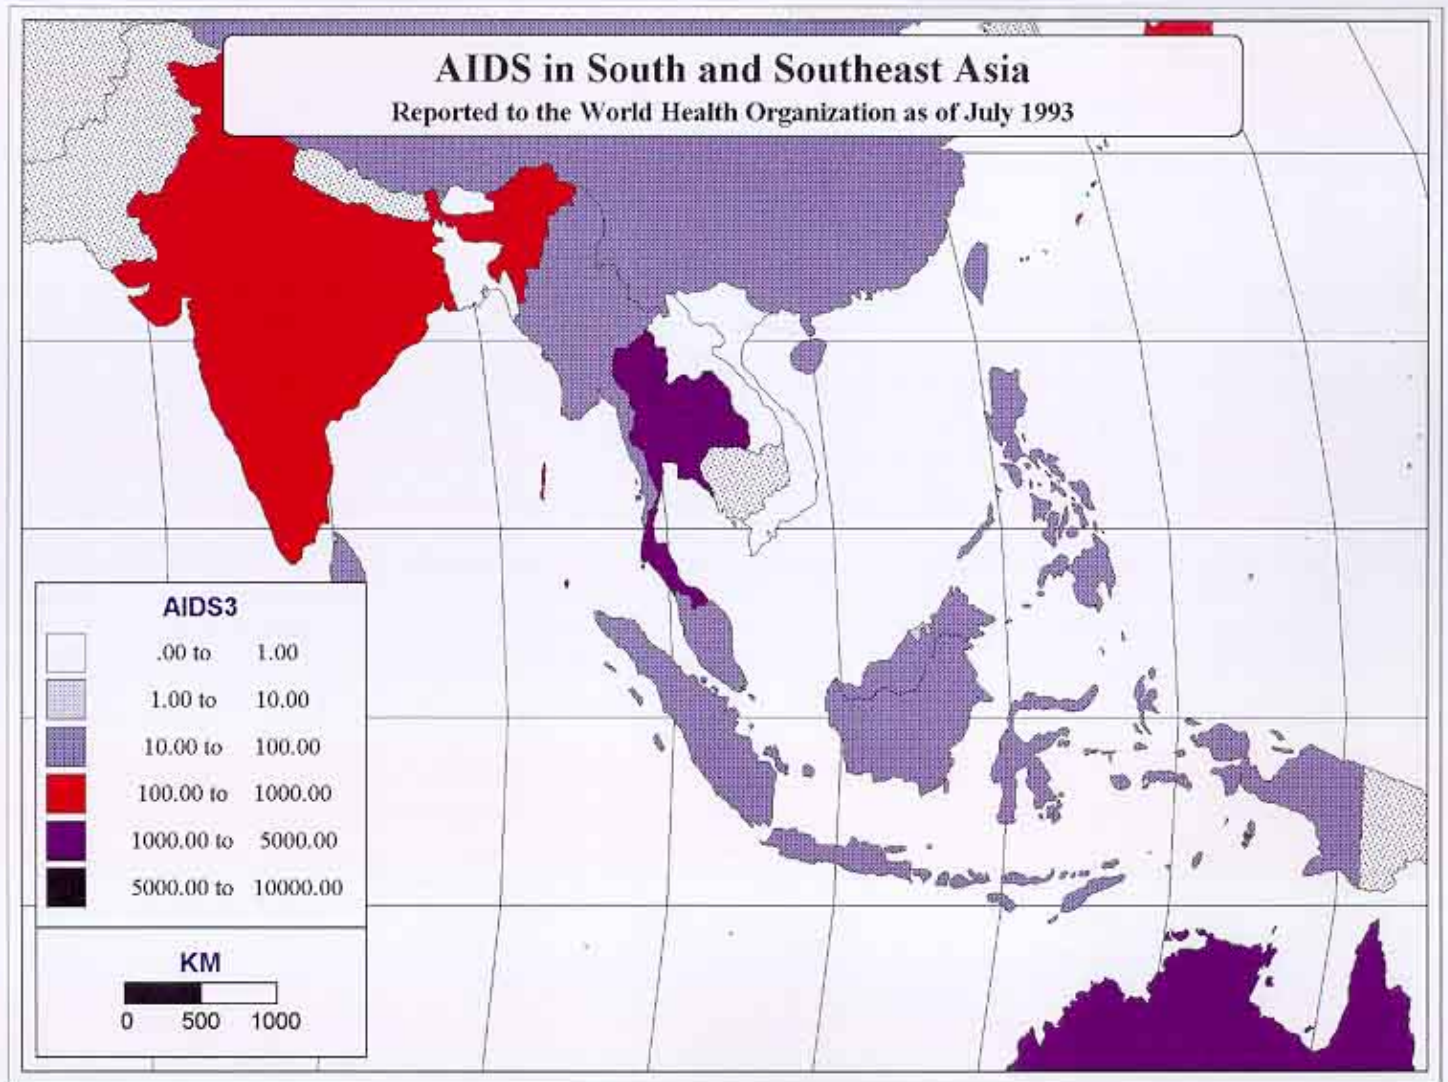 AIDS in South and Southeast Asia
Reported to the World Health Organization as of July 1993
AIDS3
.00 to 1.00
1.00 to 10.00
10.00 to 100.00
100.00 to 1000.00
1000.00 to 5000.00
5000.00 to 10000.00
KM
0 500 1000